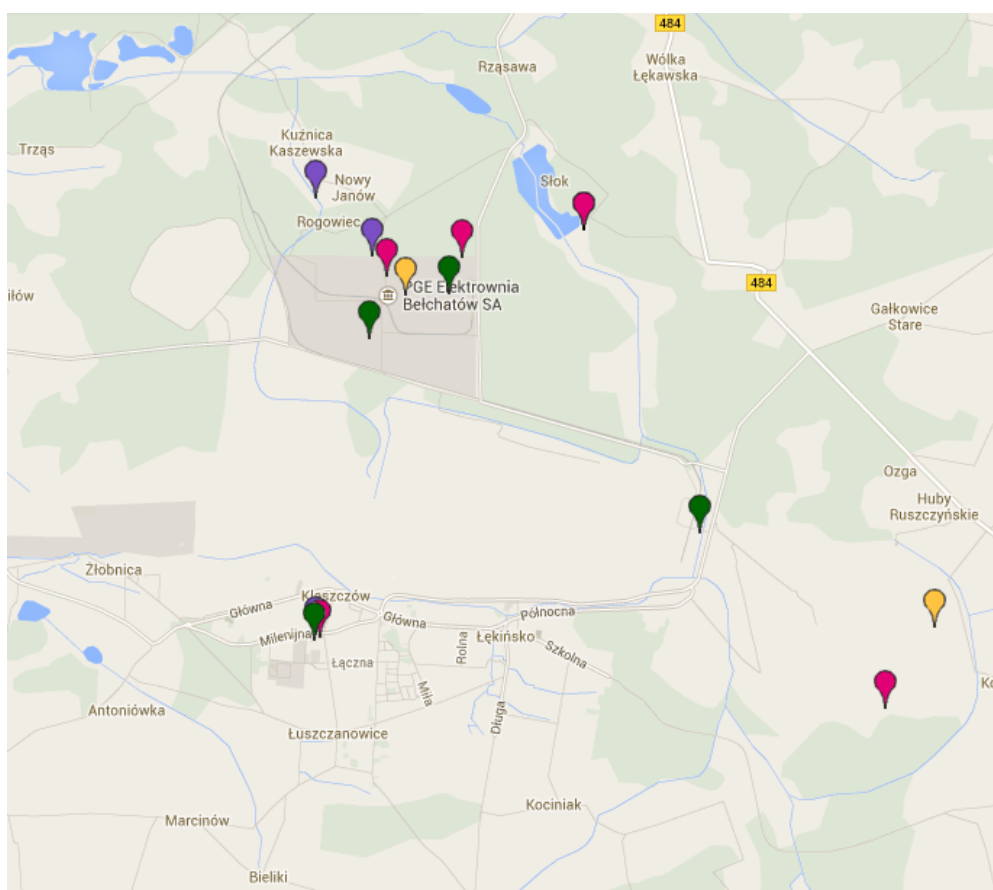 484
Wólka
Łękawska
Rząsawa
Kuźnica
Kaszewska
Trząs
Nowy
Janów
Słok
Rogowiec
484
iłów
PGE Elektrownia
Bełchatów SA
Gałkowice
Stare
Ozga
Huby
Ruszczyńskie
Żłobnica
Kleszczów
Główna
Główna
Północna
Milenijna
Łękińsko
Rolna
Szkolna
Łączna
Miła
Długa
Ko
Antoniówka
Łuszczanowice
Kociniak
Marcinów
Bieliki